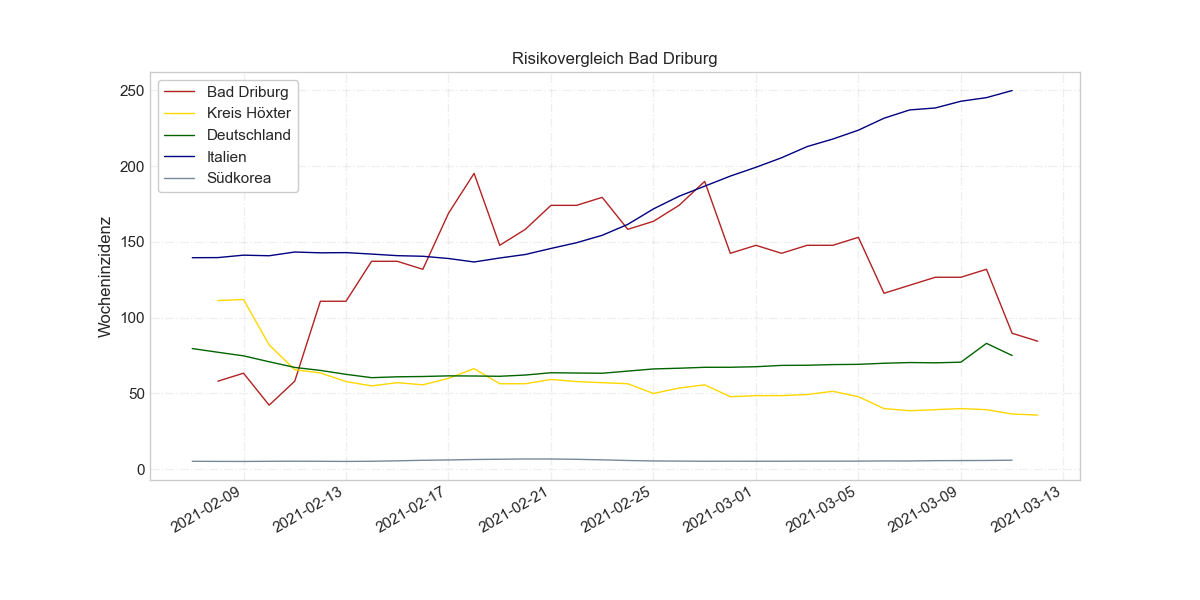 Risikovergleich Bad Driburg
Bad Driburg
Kreis Höxter
Deutschland
Italien
Südkorea
Wocheninzidenz
250
200
150
100
50
0
2021-02-09
2021-02-13
2021-02-17
2021-02-21
2021-02-25
2021-03-01
2021-03-05
2021-03-09
2021-03-13